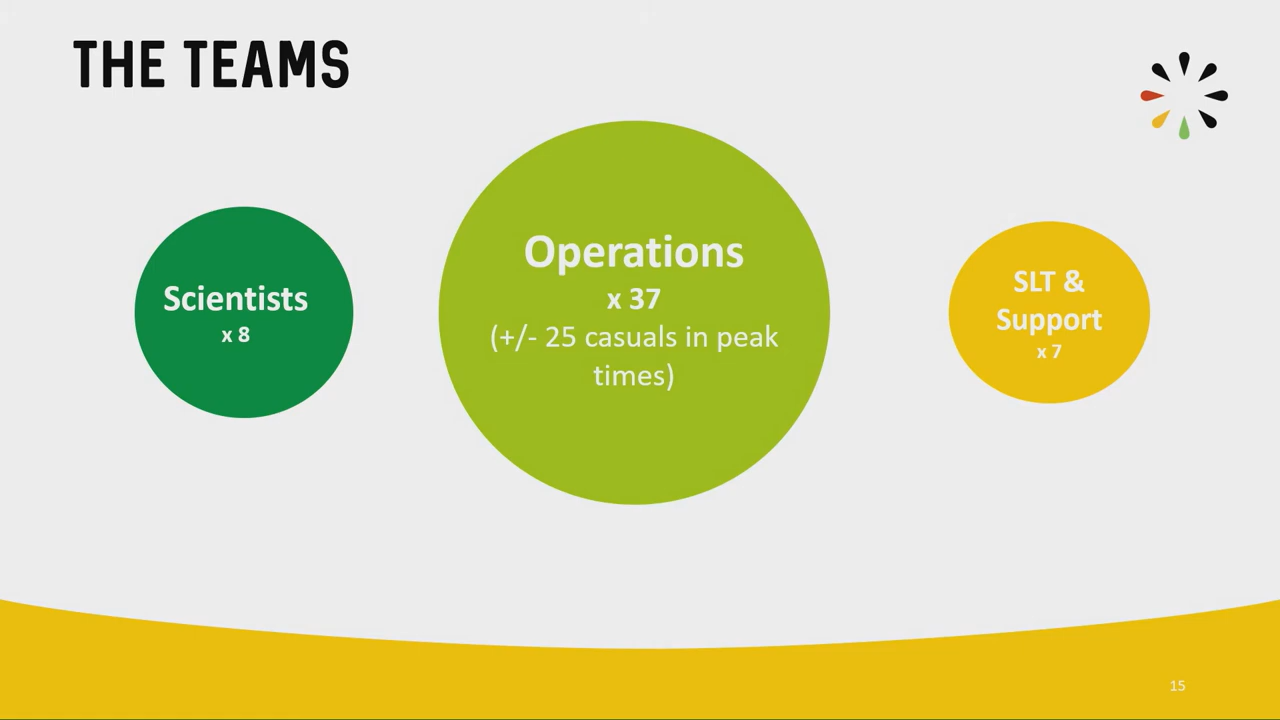 THE TEAMS
Scientists
x 8
Operations
x 37
(+/- 25 casuals in peak
times)
SLT &
Support
x 7
15